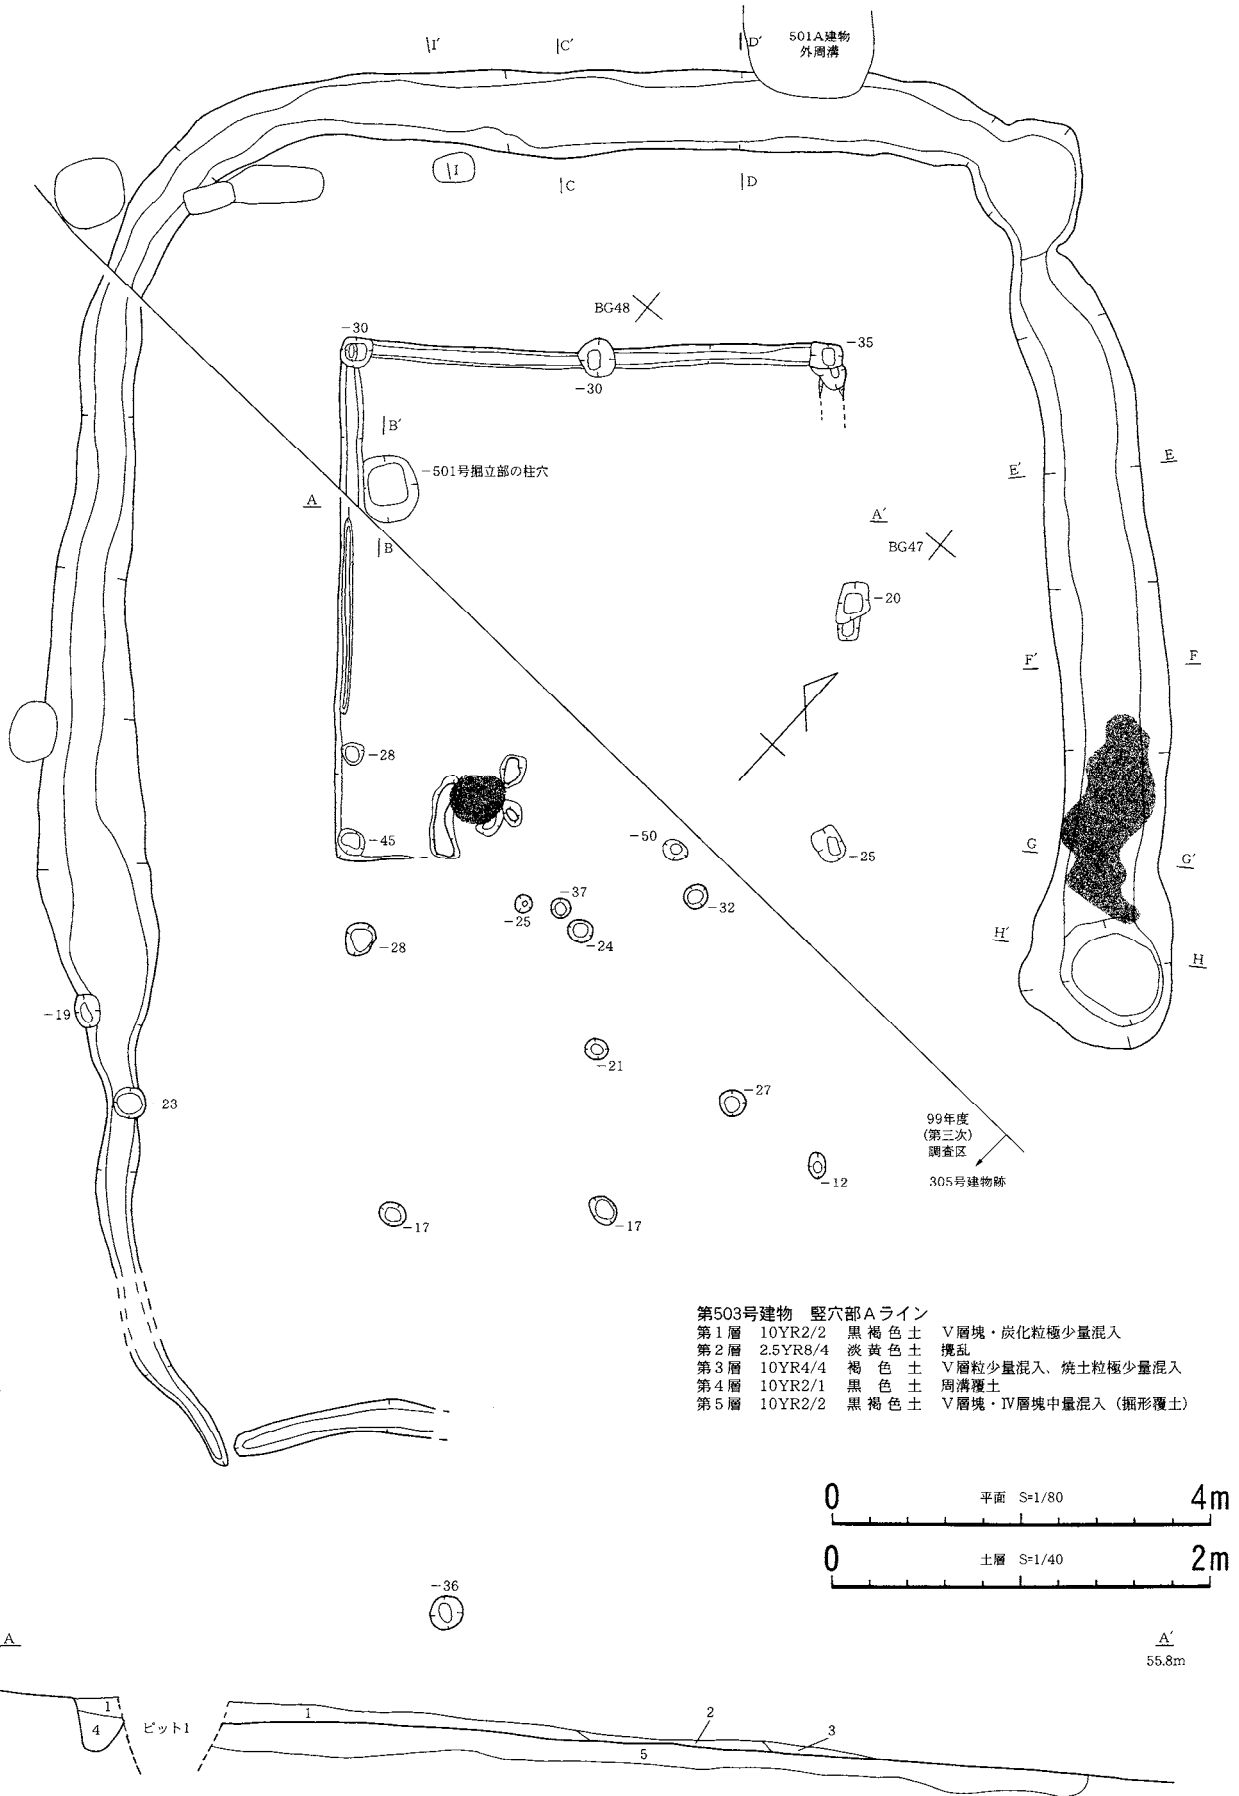 I'
C'
D'
501A建物
外周溝
I
C
D
BG48
-30
-35
-30
B'
-501号掘立部の柱穴
E
E'
A
A'
BG47
B
-20
F'
F
-28
-45
-50
-25
G
G'
-37
-25
-32
-24
-28
H'
H
-19
-21
-27
23
99年度
(第三次)
調査区
-12
305号建物跡
-17
-17
第503号建物 竪穴部Aライン
第1層 10YR2/2 黒褐色土 V層塊・炭化粒極少量混入
第2層 2.5YR8/4 淡黄色土 攪乱
第3層 10YR4/4 褐色土 V層粒少量混入、焼土粒極少量混入
第4層 10YR2/1 黒色土 周溝覆土
第5層 10YR2/2 黒褐色土 V層塊・IV層塊中量混入(掘形覆土)
0 平面 S=1/80 4m
0 土層 S=1/40 2m
-36
A
A'
55.8m
1
4
ピット1
1
2
3
5